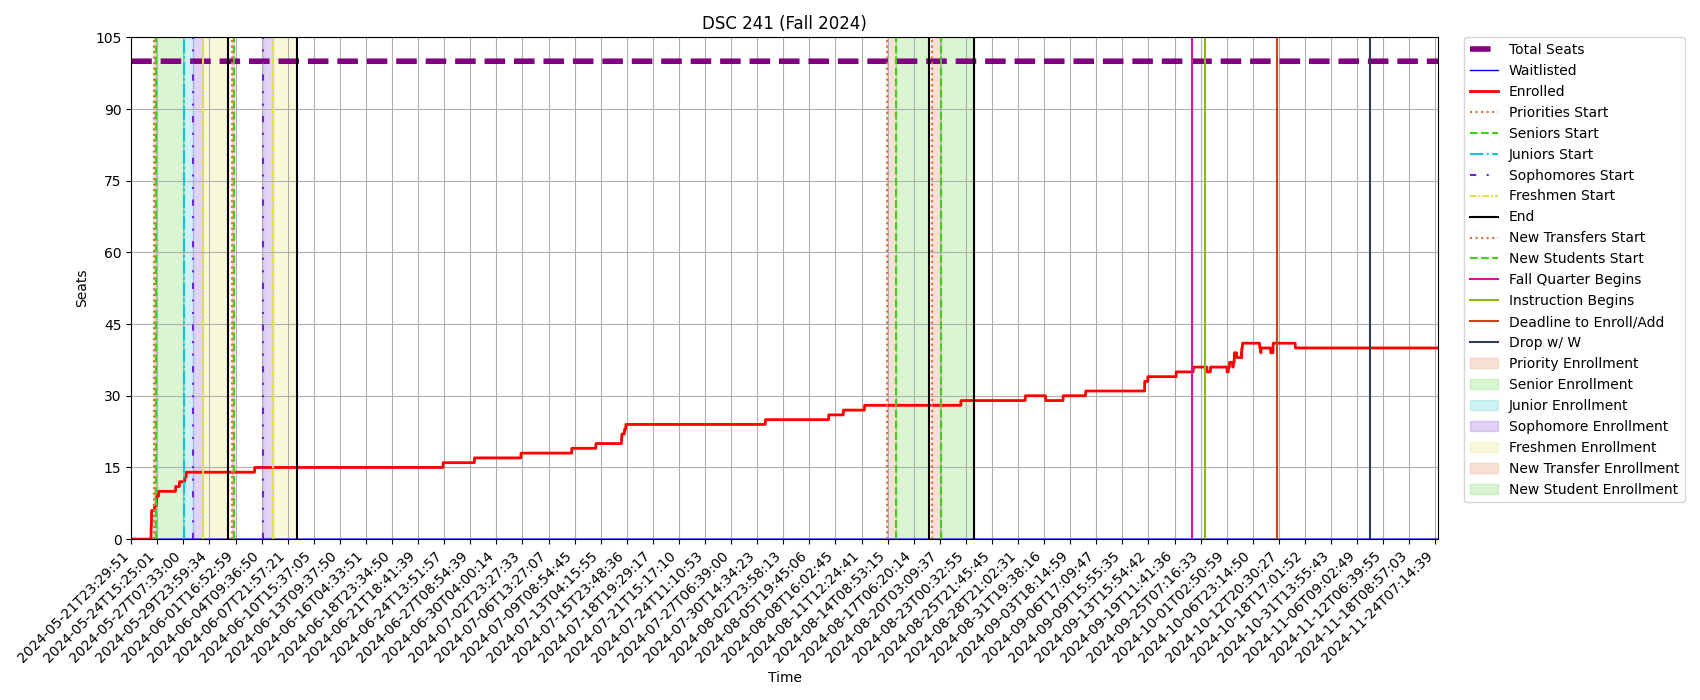 DSC 241 (Fall 2024)
105
90
75
60
45
30
15
0
Seats
2024-05-21T23:29:51
2024-05-24T15:25:01
2024-05-27T07:33:00
2024-05-29T23:59:34
2024-06-01T16:52:59
2024-06-04T09:36:50
2024-06-07T21:57:21
2024-06-10T15:37:05
2024-06-13T09:37:50
2024-06-16T04:33:51
2024-06-18T23:34:50
2024-06-21T18:41:39
2024-06-24T13:51:57
2024-06-27T08:54:39
2024-06-30T04:00:14
2024-07-02T23:27:33
2024-07-06T13:27:07
2024-07-09T08:54:45
2024-07-13T04:15:55
2024-07-15T23:48:36
2024-07-18T19:29:17
2024-07-21T15:17:10
2024-07-24T11:10:53
2024-07-27T06:39:00
2024-07-30T14:34:23
2024-08-02T23:58:13
2024-08-05T19:45:06
2024-08-08T16:02:45
2024-08-11T12:24:41
2024-08-14T08:53:15
2024-08-17T06:20:14
2024-08-20T03:09:37
2024-08-23T00:32:55
2024-08-25T21:45:45
2024-08-28T21:02:31
2024-08-31T19:38:16
2024-09-03T18:14:59
2024-09-06T17:09:47
2024-09-09T15:55:35
2024-09-13T15:54:42
2024-09-19T11:41:36
2024-09-25T07:16:33
2024-10-01T02:50:59
2024-10-06T23:14:50
2024-10-12T20:30:27
2024-10-18T17:01:52
2024-10-31T13:55:43
2024-11-06T09:02:49
2024-11-12T06:39:55
2024-11-18T08:57:03
2024-11-24T07:14:39
Time
Total Seats
Waitlisted
Enrolled
Priorities Start
Seniors Start
Juniors Start
Sophomores Start
Freshmen Start
End
New Transfers Start
New Students Start
Fall Quarter Begins
Instruction Begins
Deadline to Enroll/Add
Drop w/ W
Priority Enrollment
Senior Enrollment
Junior Enrollment
Sophomore Enrollment
Freshmen Enrollment
New Transfer Enrollment
New Student Enrollment